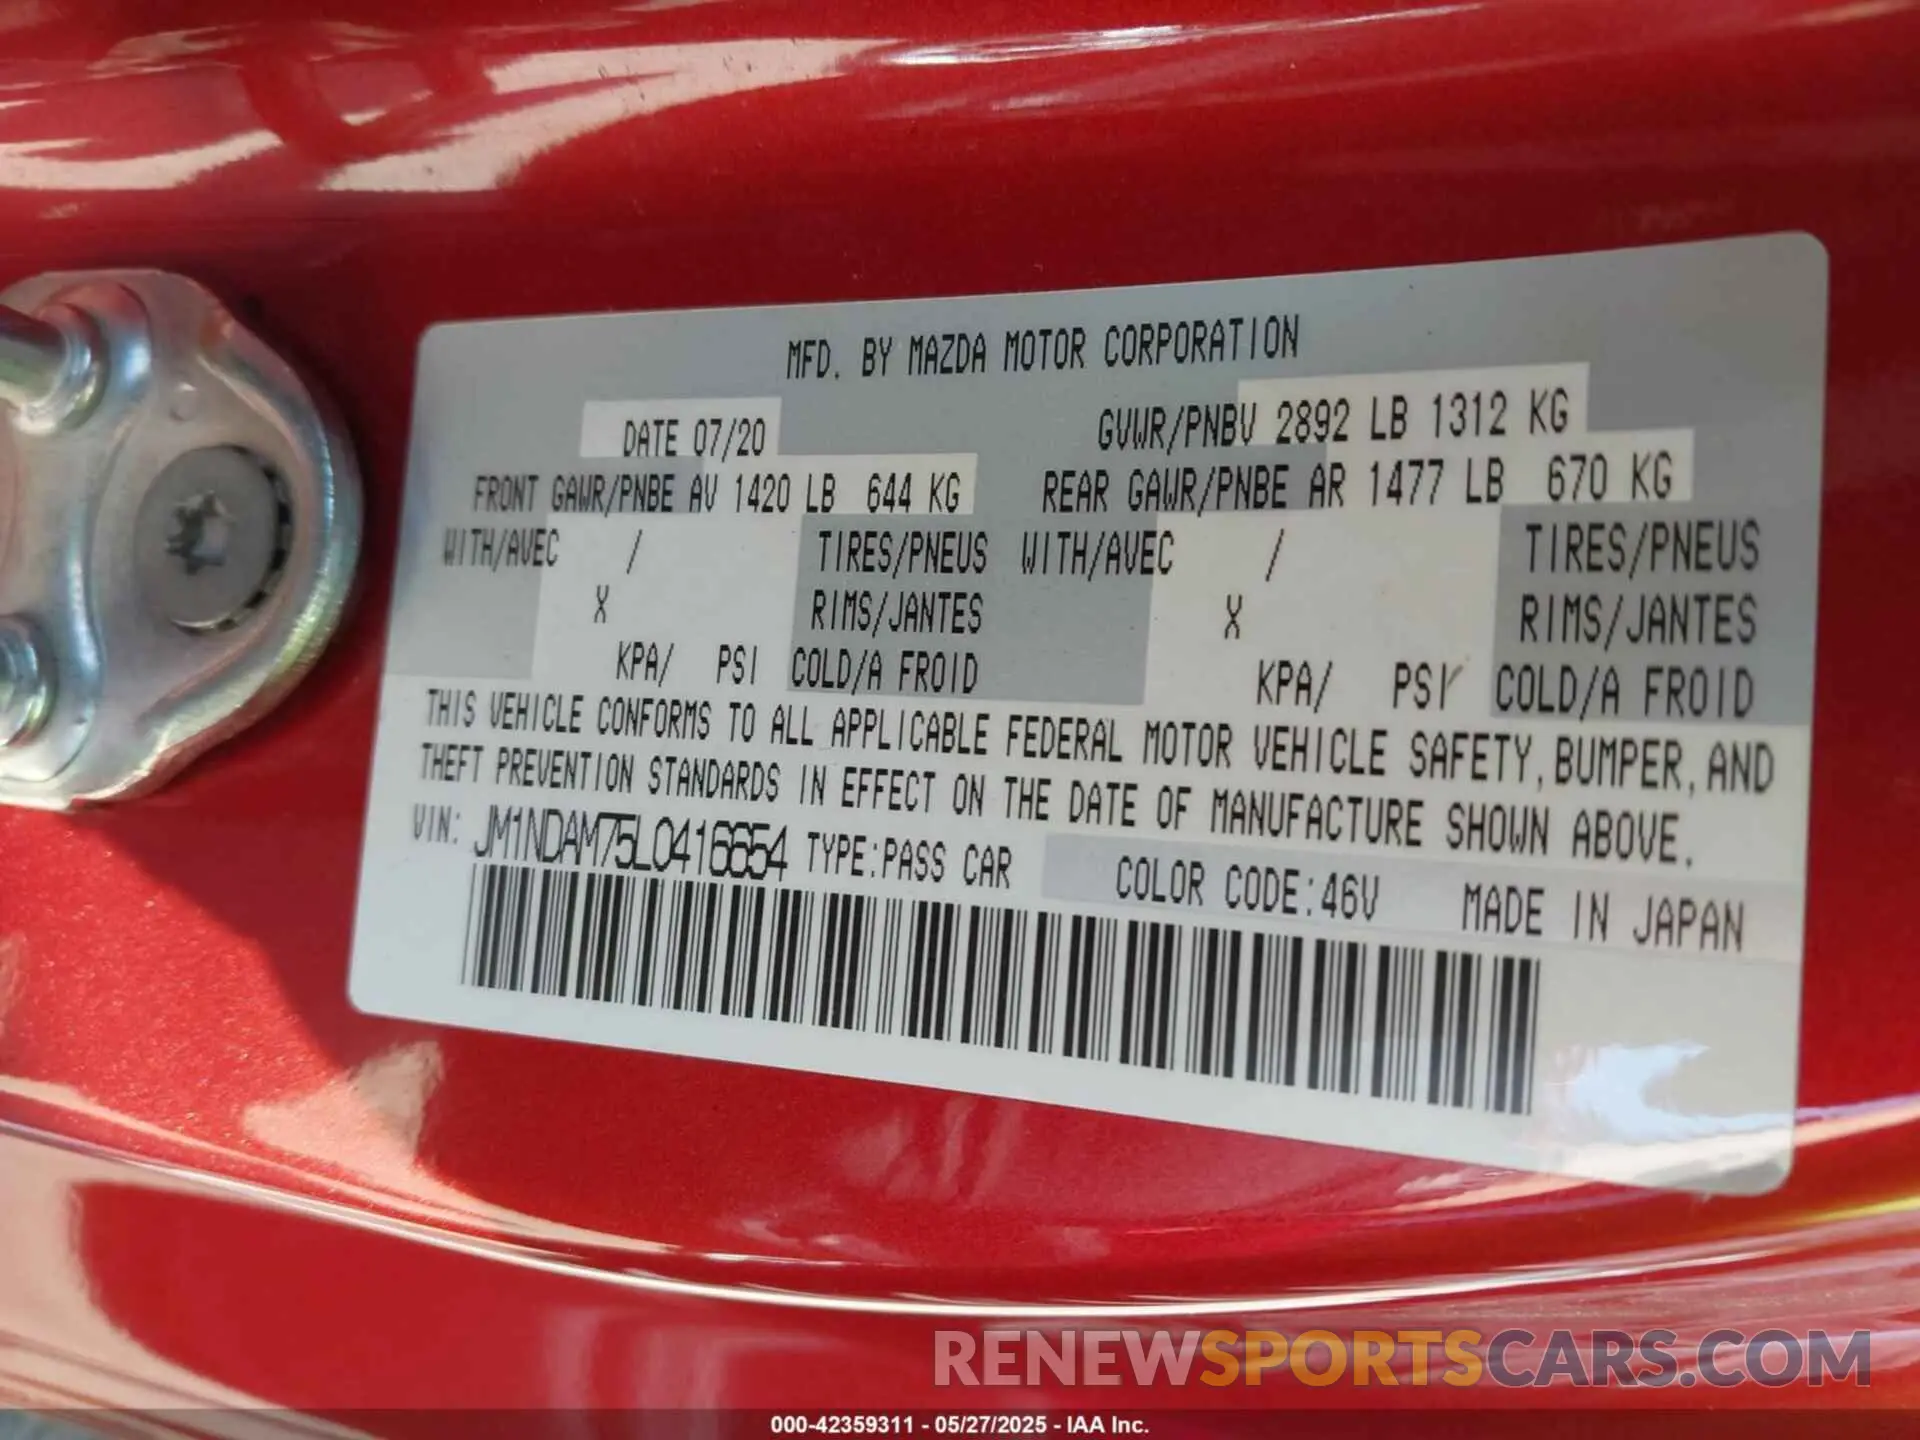 MFD. BY MAZDA MOTOR CORPORATION
DATE 07/20 GVWR/PNBV 2892 LB 1312 KG
FRONT GAWR/PNBE AV 1420 LB 644 KG REAR GAWR/PNBE AR 1477 LB 670 KG
WITH/AVEC / TIRES/PNEUS WITH/AVEC / TIRES/PNEUS
X RIMS/JANTES X RIMS/JANTES
KPA/ PSI COLD/A FROID KPA/ PSI COLD/A FROID
THIS VEHICLE CONFORMS TO ALL APPLICABLE FEDERAL MOTOR VEHICLE SAFETY, BUMPER, AND
THEFT PREVENTION STANDARDS IN EFFECT ON THE DATE OF MANUFACTURE SHOWN ABOVE.
VIN: JM1NDAM75L0416654 TYPE:PASS CAR COLOR CODE:46V MADE IN JAPAN
RENEWSPORTSCARS.COM
000-42359311 - 05/27/2025 - IAA Inc.